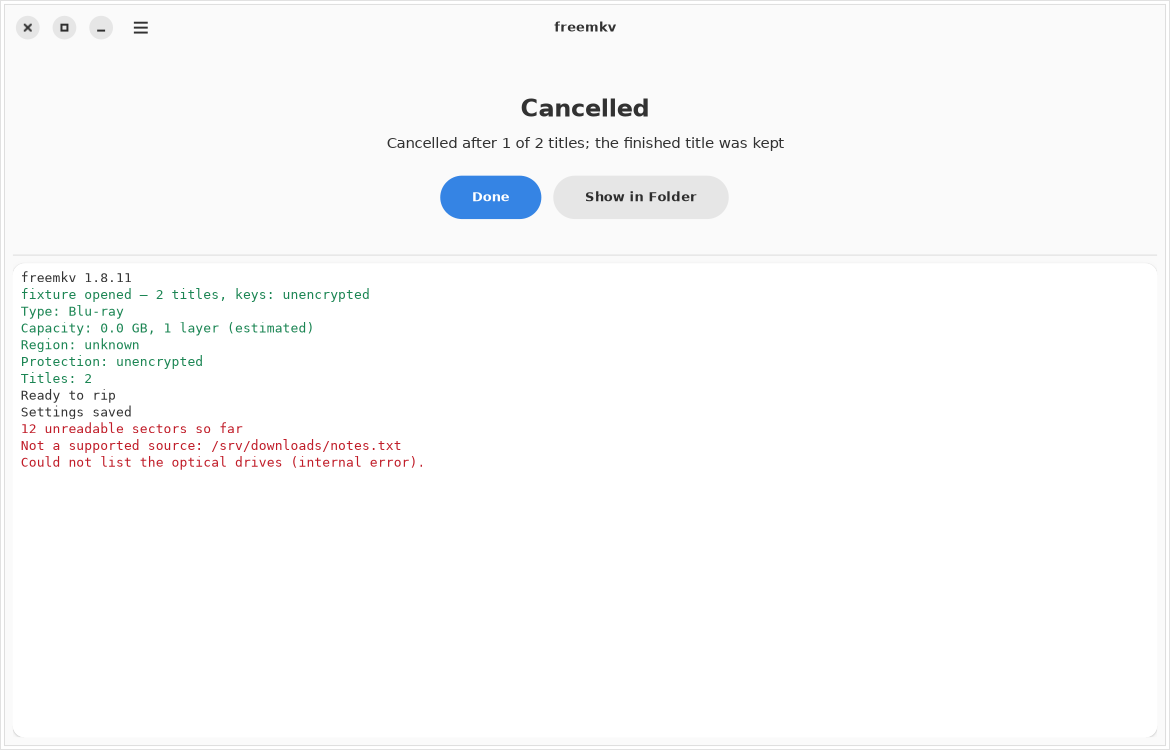 freemkv
Cancelled
Cancelled after 1 of 2 titles; the finished title was kept
Done
Show in Folder
freemkv 1.8.11
fixture opened — 2 titles, keys: unencrypted
Type: Blu-ray
Capacity: 0.0 GB, 1 layer (estimated)
Region: unknown
Protection: unencrypted
Titles: 2
Ready to rip
Settings saved
12 unreadable sectors so far
Not a supported source: /srv/downloads/notes.txt
Could not list the optical drives (internal error).